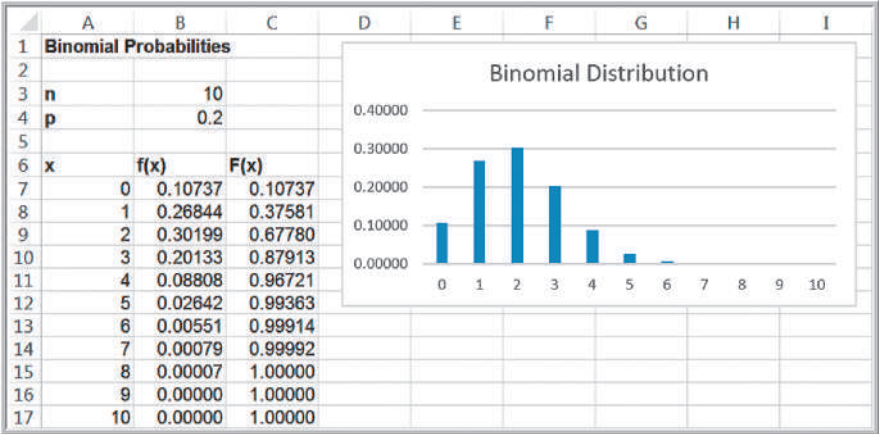 A B C D E F G H I
1 Binomial Probabilities
2
3 n 10
4 p 0.2
5
6 x f(x) F(x)
7 0 0.10737 0.10737
8 1 0.26844 0.37581
9 2 0.30199 0.67780
10 3 0.20133 0.87913
11 4 0.08808 0.96721
12 5 0.02642 0.99363
13 6 0.00551 0.99914
14 7 0.00079 0.99992
15 8 0.00007 1.00000
16 9 0.00000 1.00000
17 10 0.00000 1.00000
Binomial Distribution
0.40000
0.30000
0.20000
0.10000
0.00000
0 1 2 3 4 5 6 7 8 9 10